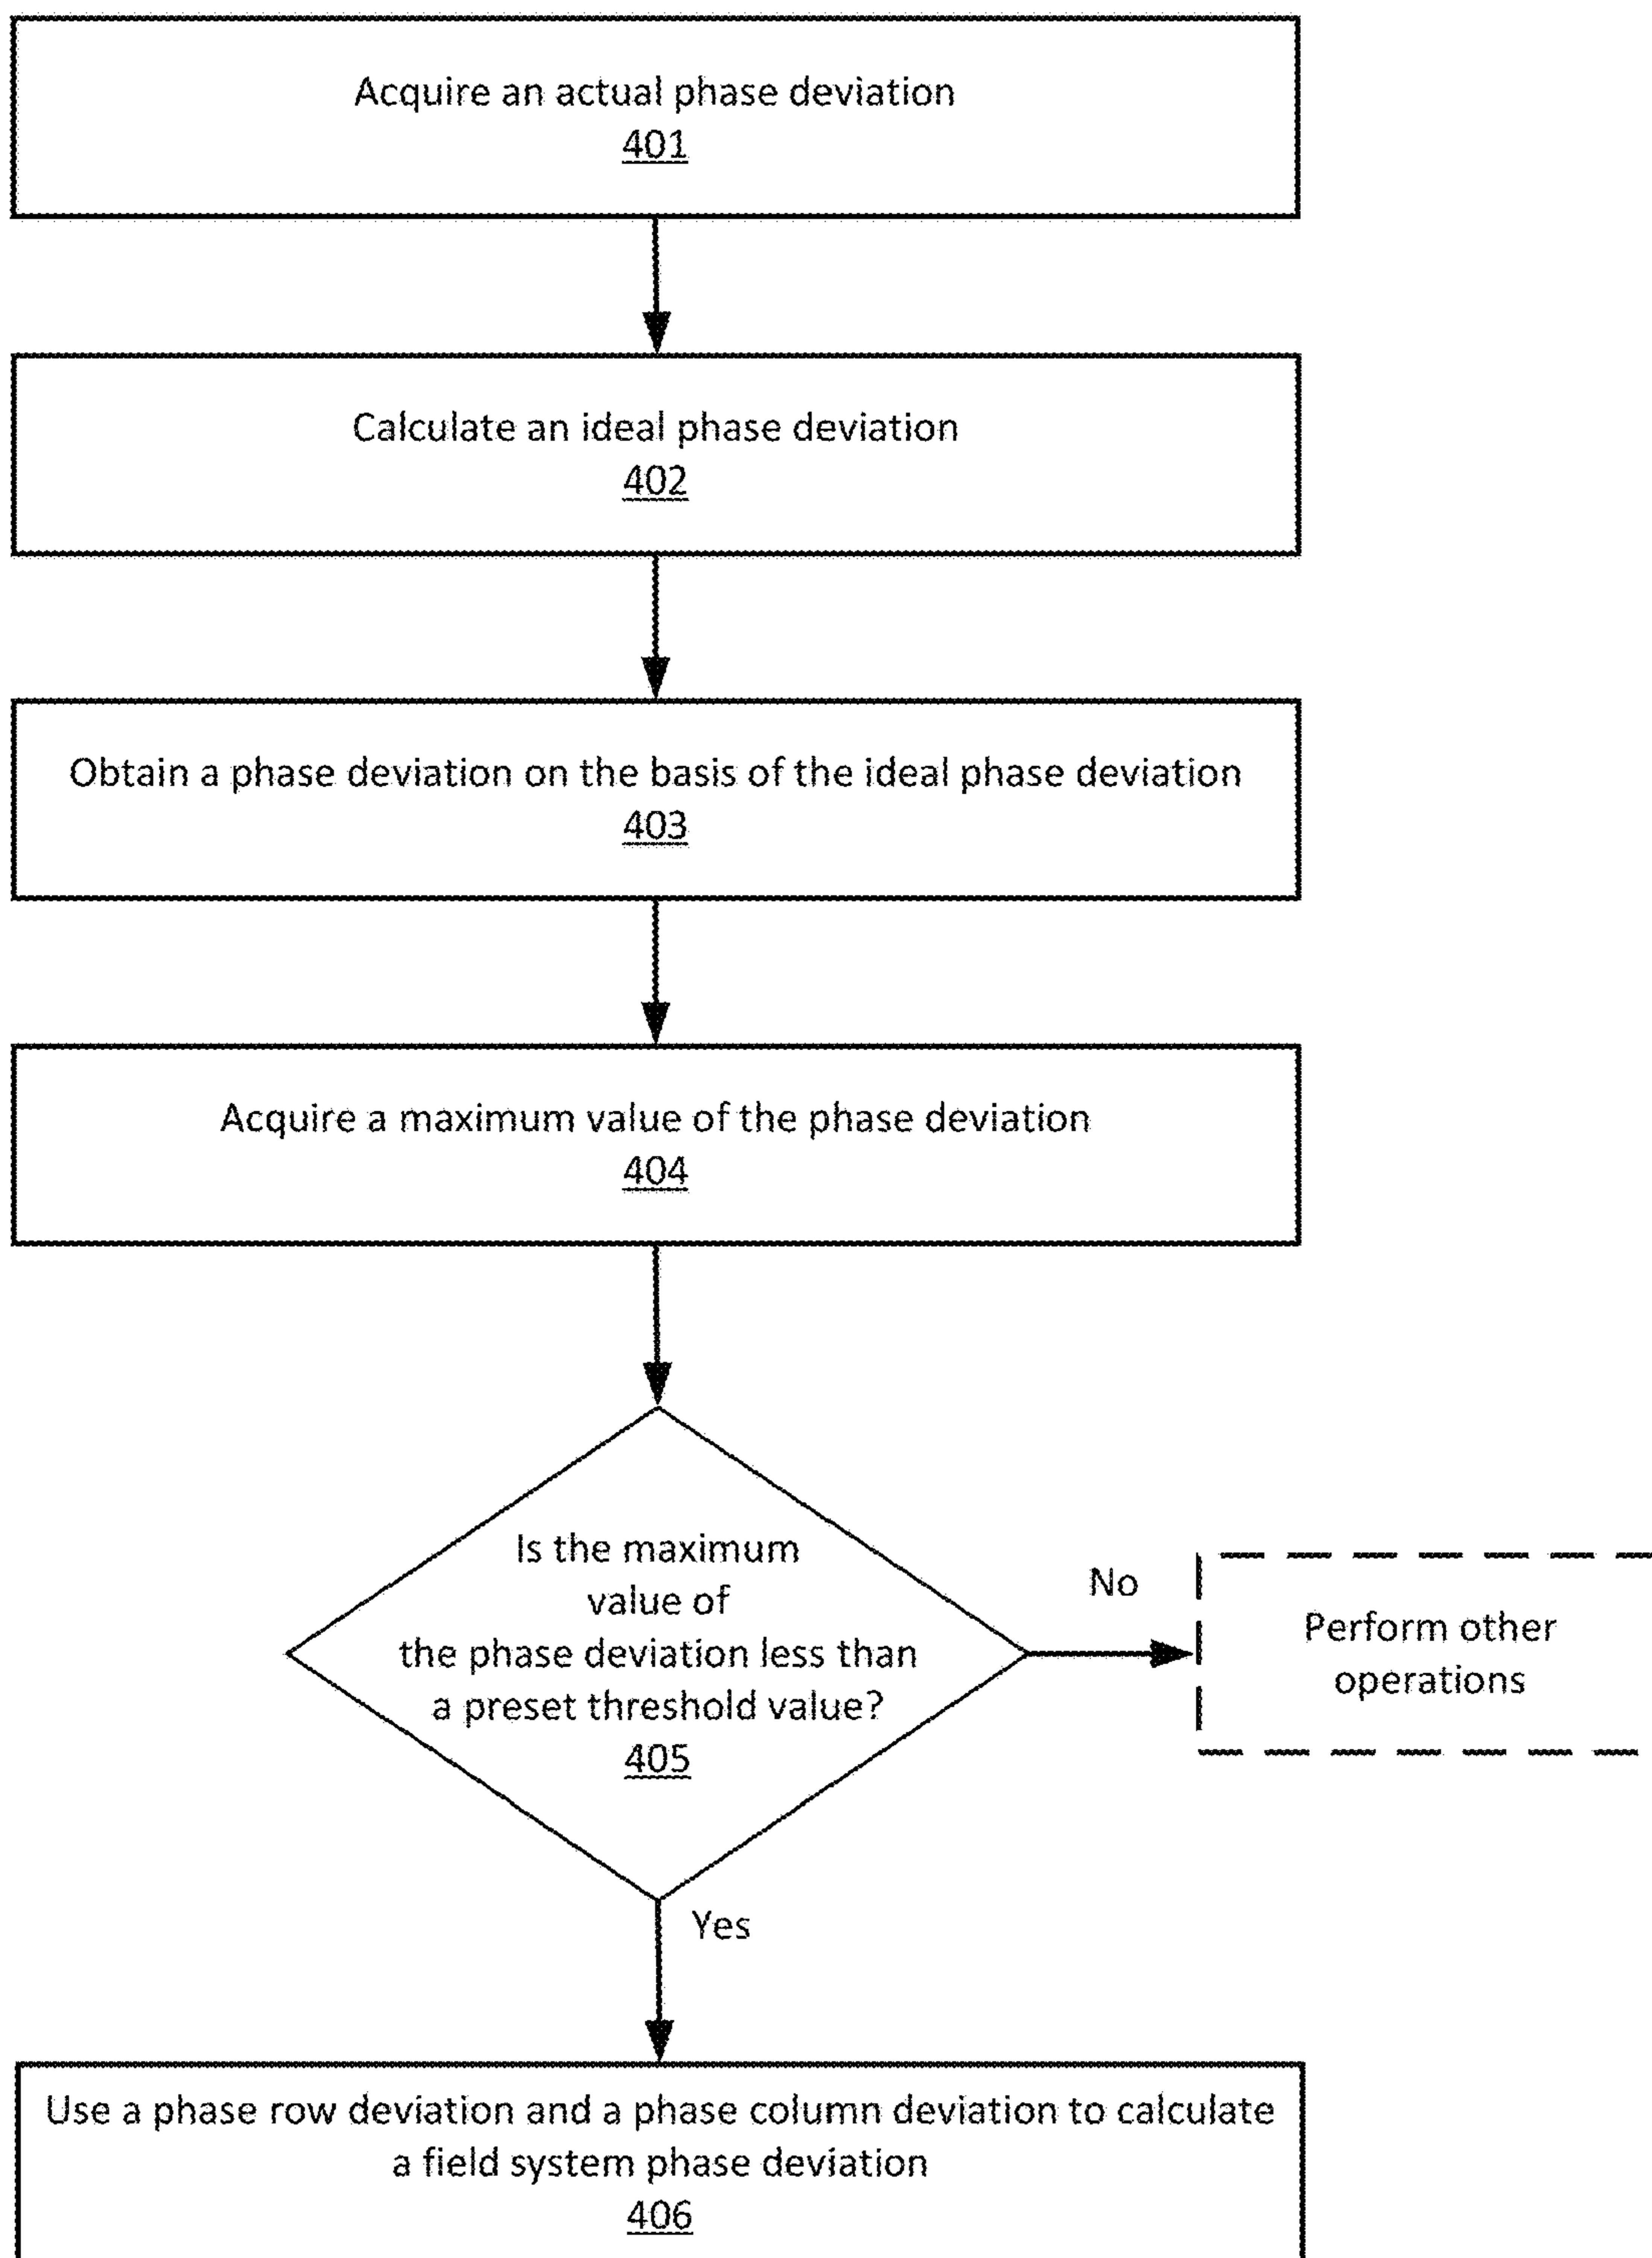 Acquire an actual phase deviation
401
Calculate an ideal phase deviation
402
Obtain a phase deviation on the basis of the ideal phase deviation
403
Acquire a maximum value of the phase deviation
404
Is the maximum
value of
the phase deviation less than
a preset threshold value?
405
No
Perform other
operations
Yes
Use a phase row deviation and a phase column deviation to calculate
a field system phase deviation
406